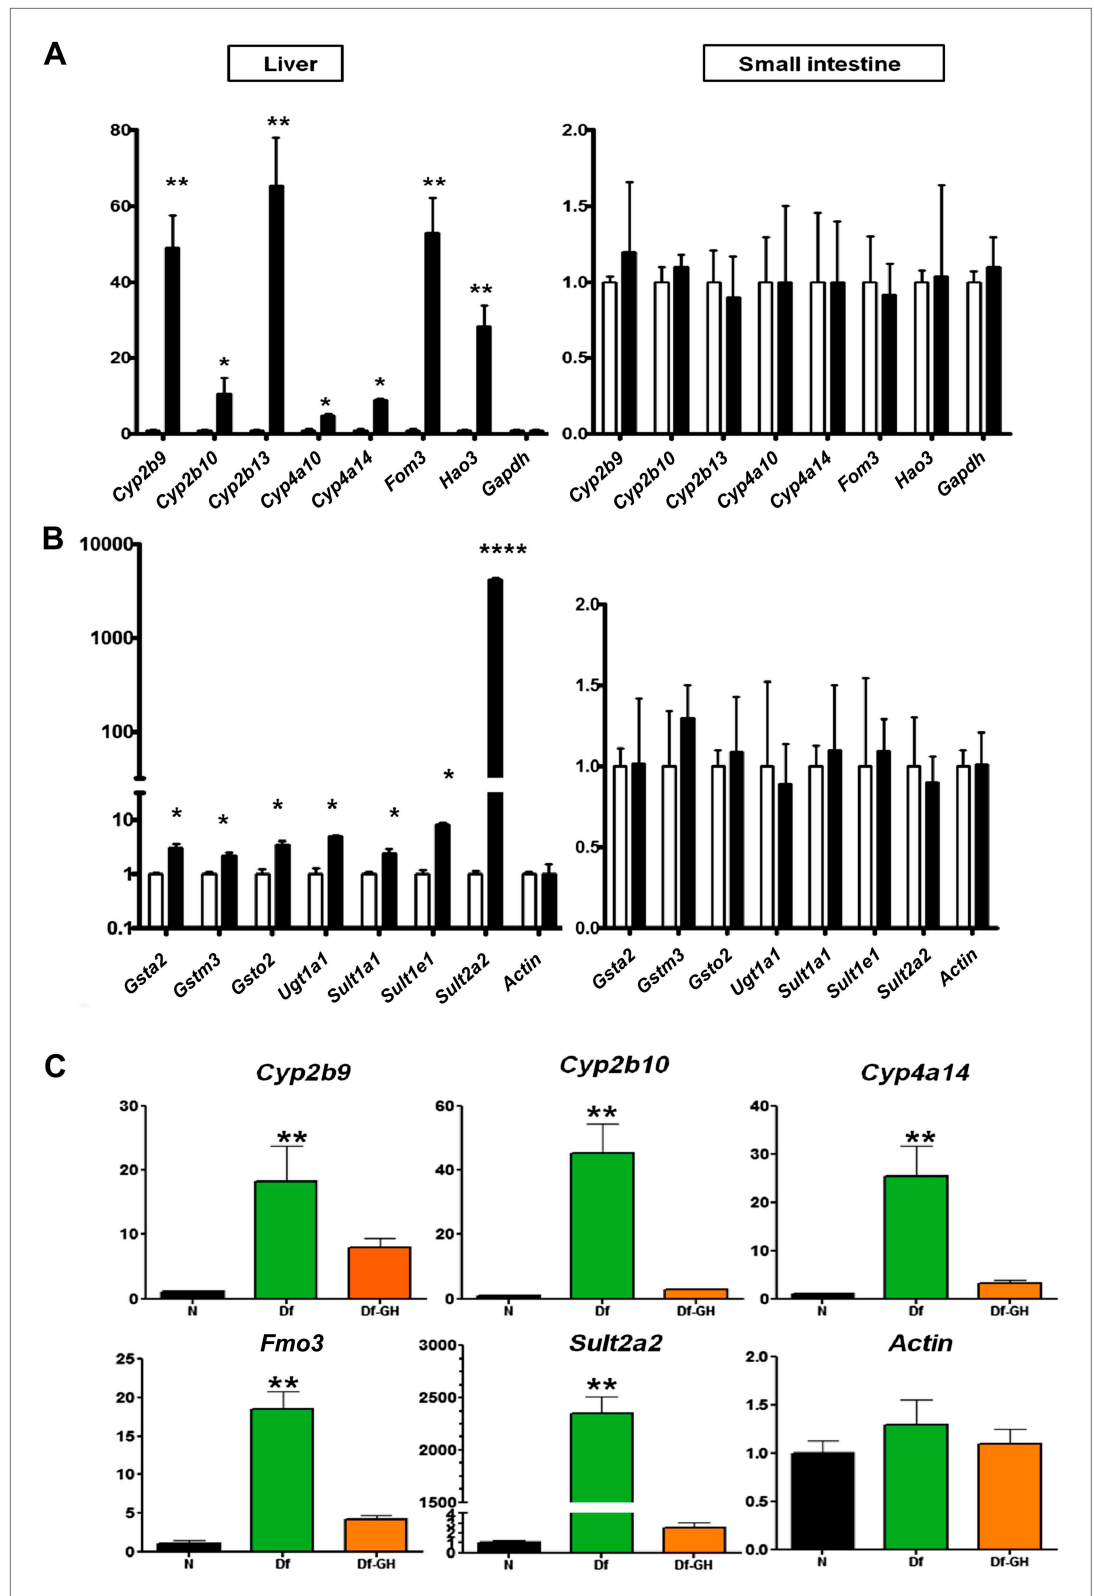 A
Liver
Small intestine
** * ** * * ** **
80
60
40
20
0
Cyp2b9 Cyp2b10 Cyp2b13 Cyp4a10 Cyp4a14 Fom3 Hao3 Gapdh
2.0
1.5
1.0
0.5
0.0
Cyp2b9 Cyp2b10 Cyp2b13 Cyp4a10 Cyp4a14 Fom3 Hao3 Gapdh
B
* * * * * * ****
10000
1000
100
10
1
0.1
Gsta2 Gstm3 Gsto2 Ugt1a1 Sult1a1 Sult1e1 Sult2a2 Actin
2.0
1.5
1.0
0.5
0.0
Gsta2 Gstm3 Gsto2 Ugt1a1 Sult1a1 Sult1e1 Sult2a2 Actin
C
Cyp2b9
30
20
10
0
**
N Df Df-GH
Cyp2b10
60
40
20
0
**
N Df Df-GH
Cyp4a14
40
30
20
10
0
**
N Df Df-GH
Fmo3
25
20
15
10
5
0
**
N Df Df-GH
Sult2a2
3000
2500
2000
1500
4
3
2
1
0
**
N Df Df-GH
Actin
2.0
1.5
1.0
0.5
0.0
N Df Df-GH